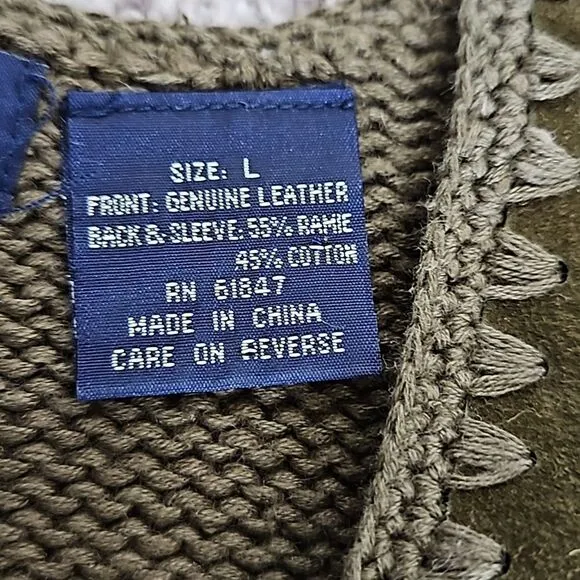 SIZE: L
FRONT: GENUINE LEATHER
BACK & SLEEVE: 55% RAMIE
45% COTTON
RN 61847
MADE IN CHINA
CARE ON REVERSE